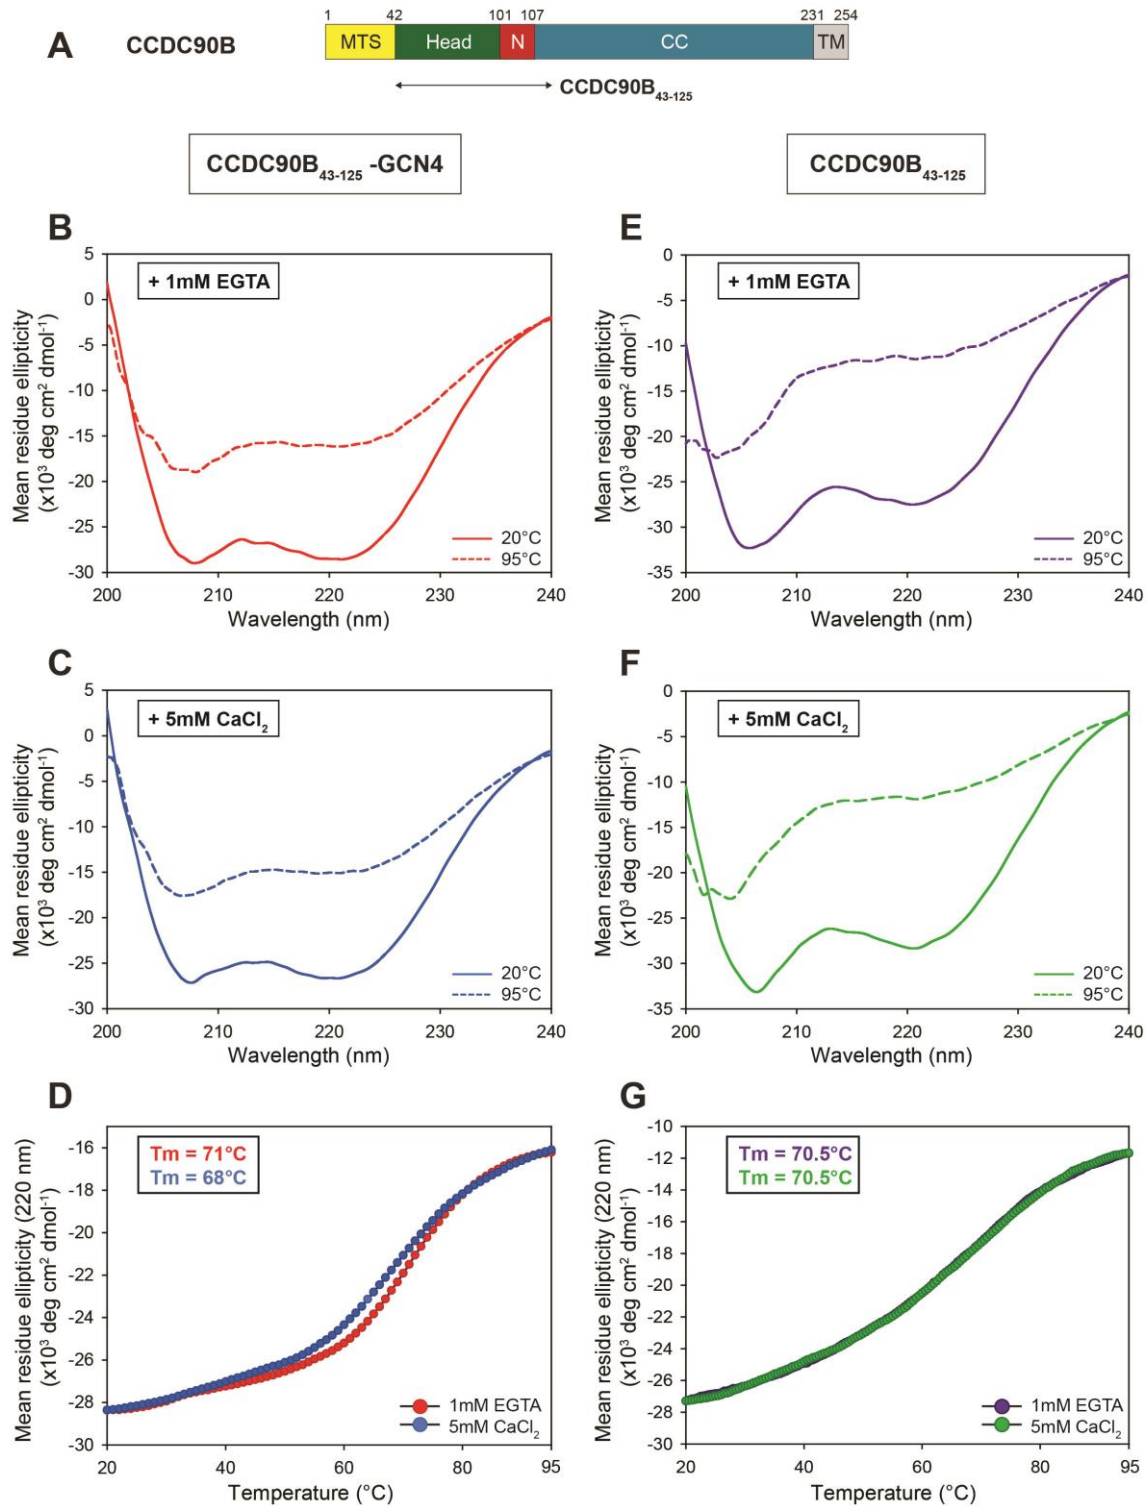 A
CCDC90B
1 42 101 107 231 254
MTS Head N CC TM
CCDC90B43-125
CCDC90B43-125 -GCN4
CCDC90B43-125
B
+ 1mM EGTA
Mean residue ellipticity
(x10³ deg cm² dmol⁻¹)
5
0
-5
-10
-15
-20
-25
-30
200 210 220 230 240
Wavelength (nm)
20°C
95°C
E
+ 1mM EGTA
Mean residue ellipticity
(x10³ deg cm² dmol⁻¹)
0
-5
-10
-15
-20
-25
-30
-35
200 210 220 230 240
Wavelength (nm)
20°C
95°C
C
+ 5mM CaCl₂
Mean residue ellipticity
(x10³ deg cm² dmol⁻¹)
5
0
-5
-10
-15
-20
-25
-30
200 210 220 230 240
Wavelength (nm)
20°C
95°C
F
+ 5mM CaCl₂
Mean residue ellipticity
(x10³ deg cm² dmol⁻¹)
0
-5
-10
-15
-20
-25
-30
-35
200 210 220 230 240
Wavelength (nm)
20°C
95°C
D
Tm = 71°C
Tm = 68°C
Mean residue ellipticity (220 nm)
(x10³ deg cm² dmol⁻¹)
-16
-18
-20
-22
-24
-26
-28
-30
20 40 60 80 95
Temperature (°C)
1mM EGTA
5mM CaCl₂
G
Tm = 70.5°C
Tm = 70.5°C
Mean residue ellipticity (220 nm)
(x10³ deg cm² dmol⁻¹)
-10
-12
-14
-16
-18
-20
-22
-24
-26
-28
-30
20 40 60 80 95
Temperature (°C)
1mM EGTA
5mM CaCl₂